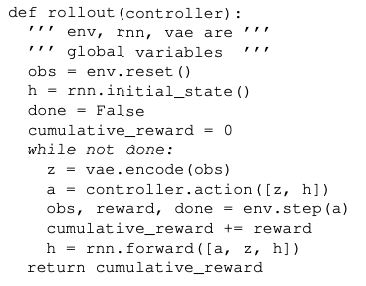 def rollout(controller):
  ''' env, rnn, vae are '''
  ''' global variables  '''
  obs = env.reset()
  h = rnn.initial_state()
  done = False
  cumulative_reward = 0
  while not done:
    z = vae.encode(obs)
    a = controller.action([z, h])
    obs, reward, done = env.step(a)
    cumulative_reward += reward
    h = rnn.forward([a, z, h])
  return cumulative_reward